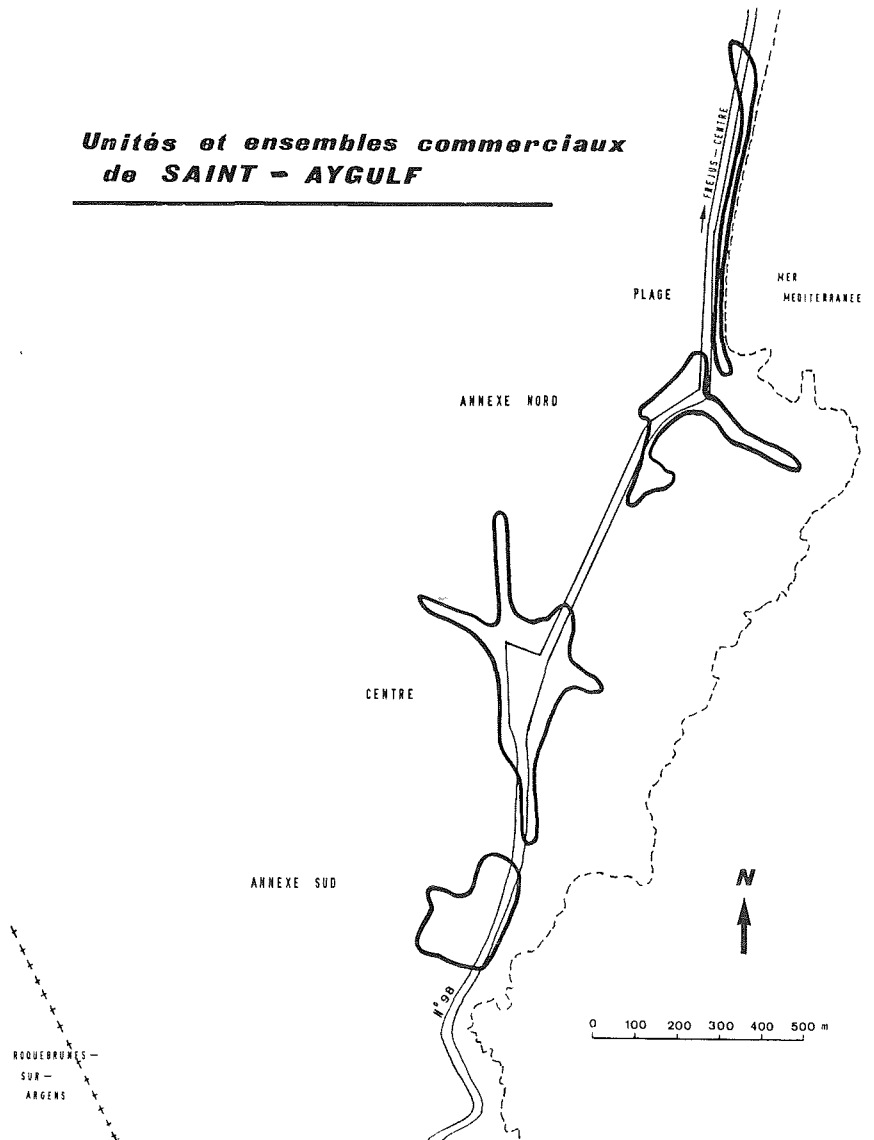 Unités et ensembles commerciaux
de SAINT - AYGULF
FREJUS-CENTRE
MER
MEDITERRANEE
PLAGE
ANNEXE NORD
CENTRE
ANNEXE SUD
N
N° 98
0 100 200 300 400 500 m
ROQUEBRUNES-
SUR-
ARGENS